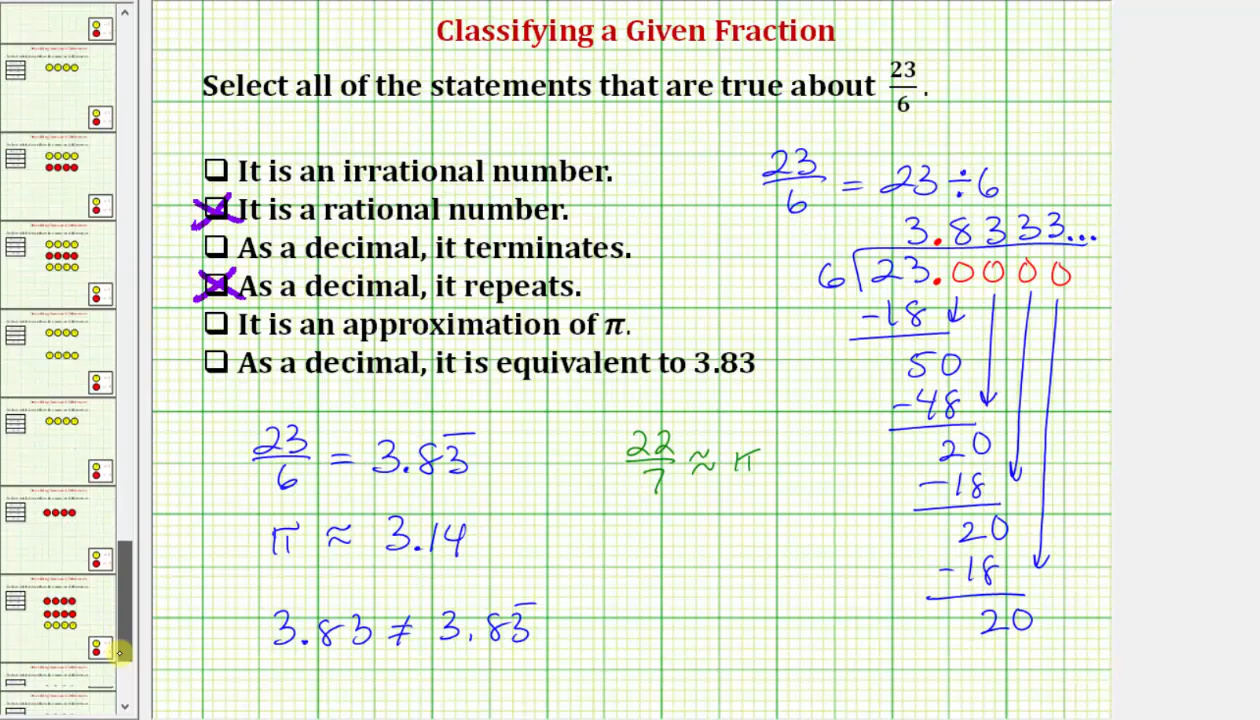 Classifying a Given Fraction
Select all of the statements that are true about 23/6.
❑ It is an irrational number.
❑ It is a rational number.
❑ As a decimal, it terminates.
❑ As a decimal, it repeats.
❑ It is an approximation of π.
❑ As a decimal, it is equivalent to 3.83
23/6 = 23 ÷ 6
3.8333...
6 23.0000
-18
50
-48
20
-18
20
-18
20
23/6 = 3.83̅
22/7 ≈ π
π ≈ 3.14
3.83 ≠ 3.83̅